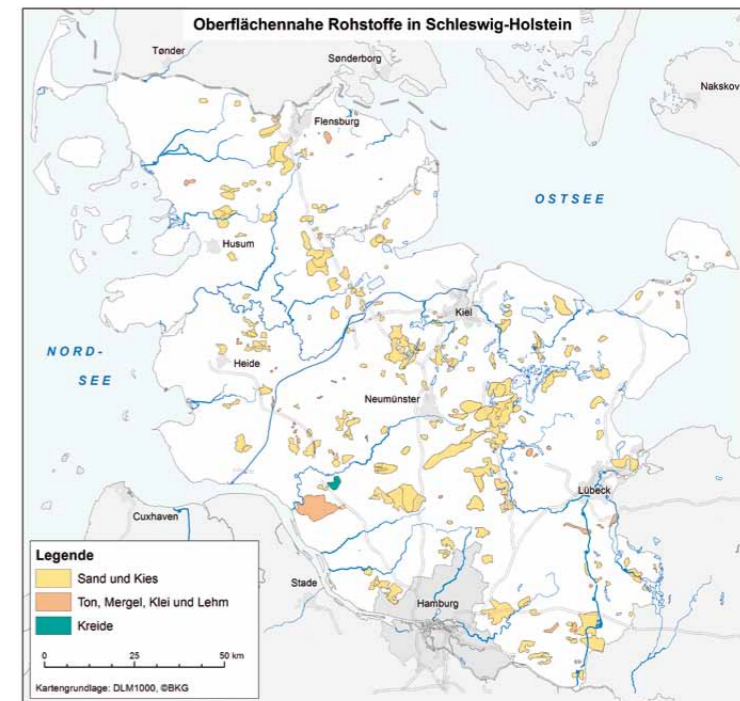 Oberflächennahe Rohstoffe in Schleswig-Holstein
Tønder
Sønderborg
Nakskov
Flensburg
OSTSEE
Husum
Kiel
NORD-
SEE
Heide
Neumünster
Lübeck
Cuxhaven
Stade
Hamburg
Legende
Sand und Kies
Ton, Mergel, Klei und Lehm
Kreide
0 25 50 km
Kartengrundlage: DLM1000, ©BKG